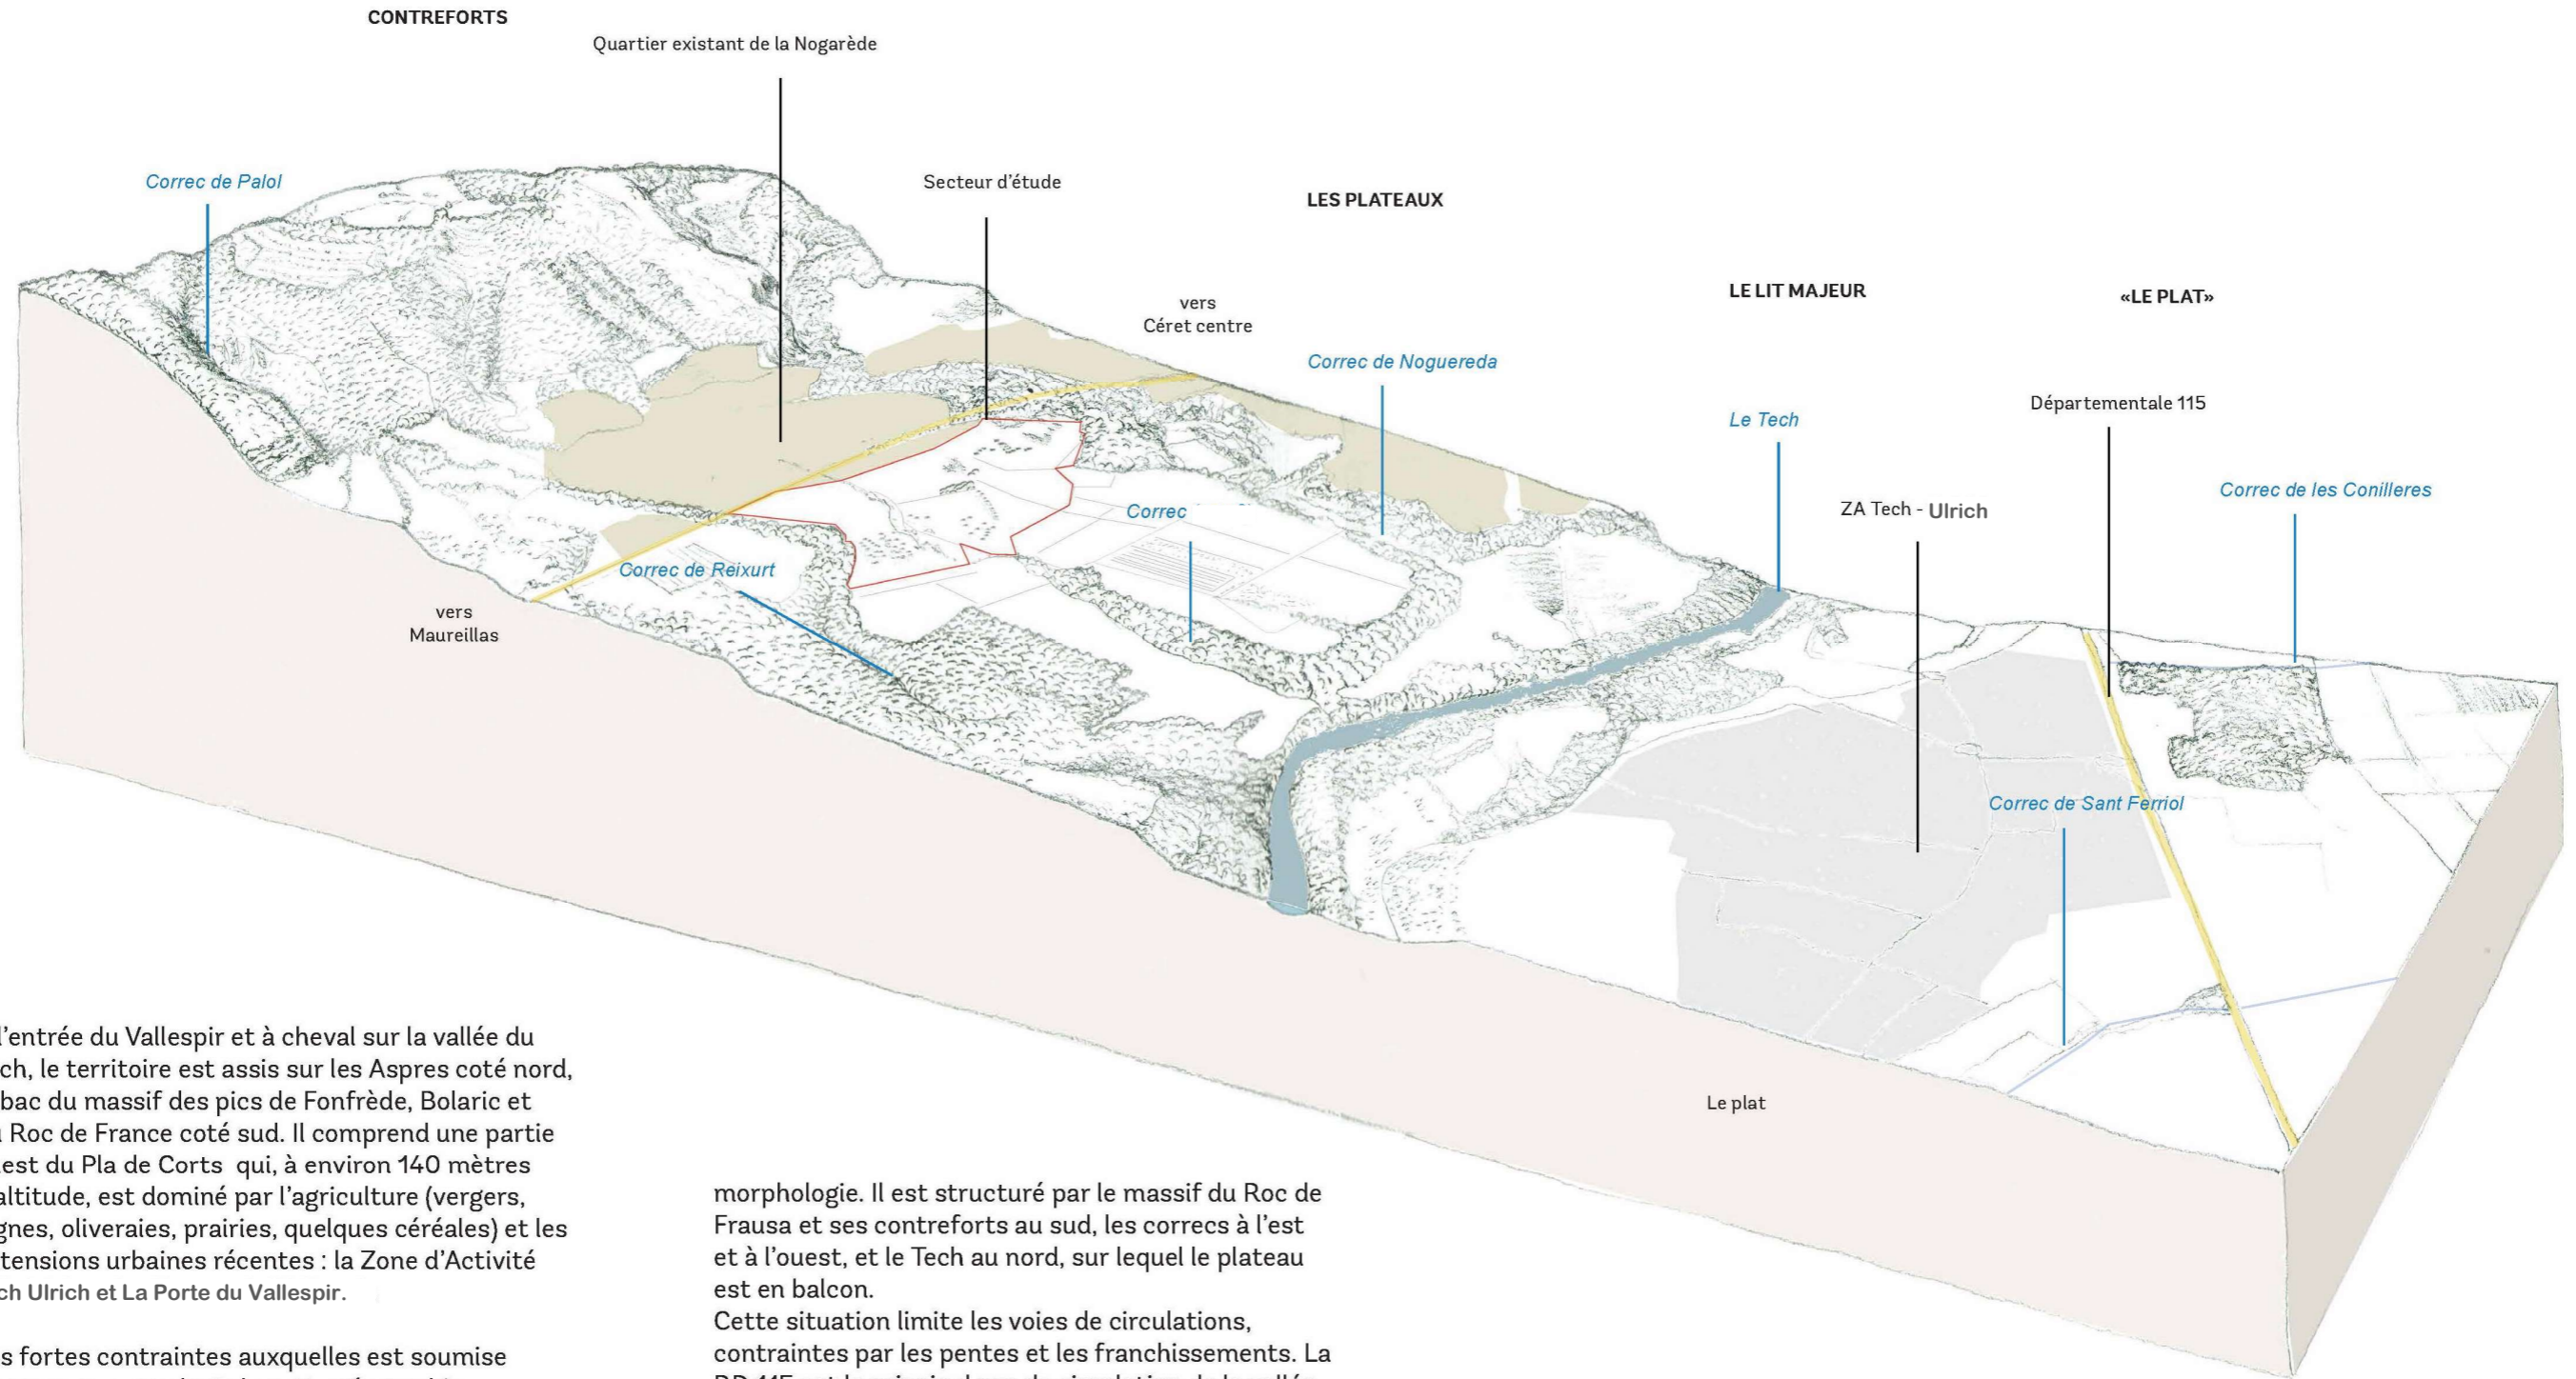 CONTREFORTS
Quartier existant de la Nogarède
Correc de Palol
Secteur d’étude
LES PLATEAUX
LE LIT MAJEUR
«LE PLAT»
vers
Céret centre
Correc de Noguereda
Le Tech
Départementale 115
Correc de les Conilleres
ZA Tech - Ulrich
Correc
Correc de Reixurt
vers
Maureillas
Correc de Sant Ferriol
Le plat
l’entrée du Vallespir et à cheval sur la vallée du
ch, le territoire est assis sur les Aspres coté nord,
bac du massif des pics de Fonfrède, Bolaric et
Roc de France coté sud. Il comprend une partie
est du Pla de Corts qui, à environ 140 mètres
altitude, est dominé par l’agriculture (vergers,
gnes, oliveraies, prairies, quelques céréales) et les
tensions urbaines récentes : la Zone d’Activité
ch Ulrich et La Porte du Vallespir.
s fortes contraintes auxquelles est soumise
morphologie. Il est structuré par le massif du Roc de
Frausa et ses contreforts au sud, les correcs à l’est
et à l’ouest, et le Tech au nord, sur lequel le plateau
est en balcon.
Cette situation limite les voies de circulations,
contraintes par les pentes et les franchissements. La